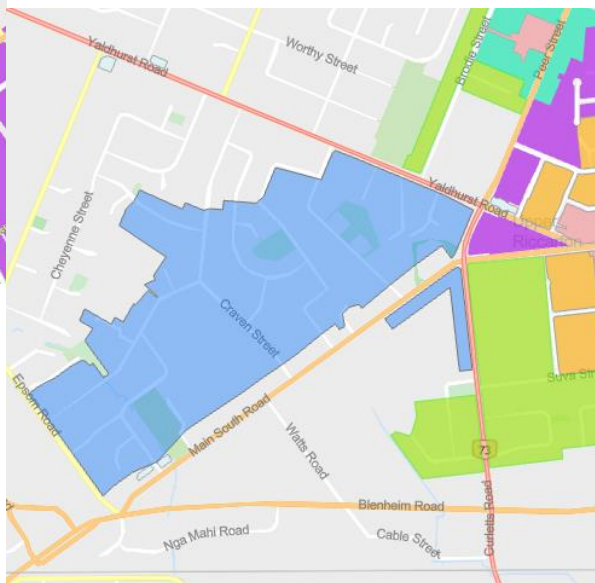 Worthy Street
Brodie Street
Peer Street
Yaldhurst Road
Yaldhurst Road
Upper
Riccarton
Cheyenne Street
Craven Street
Epsom Road
Main South Road
Suva St
Watts Road
73
Curletts Road
Blenheim Road
Nga Mahi Road
Cable Street